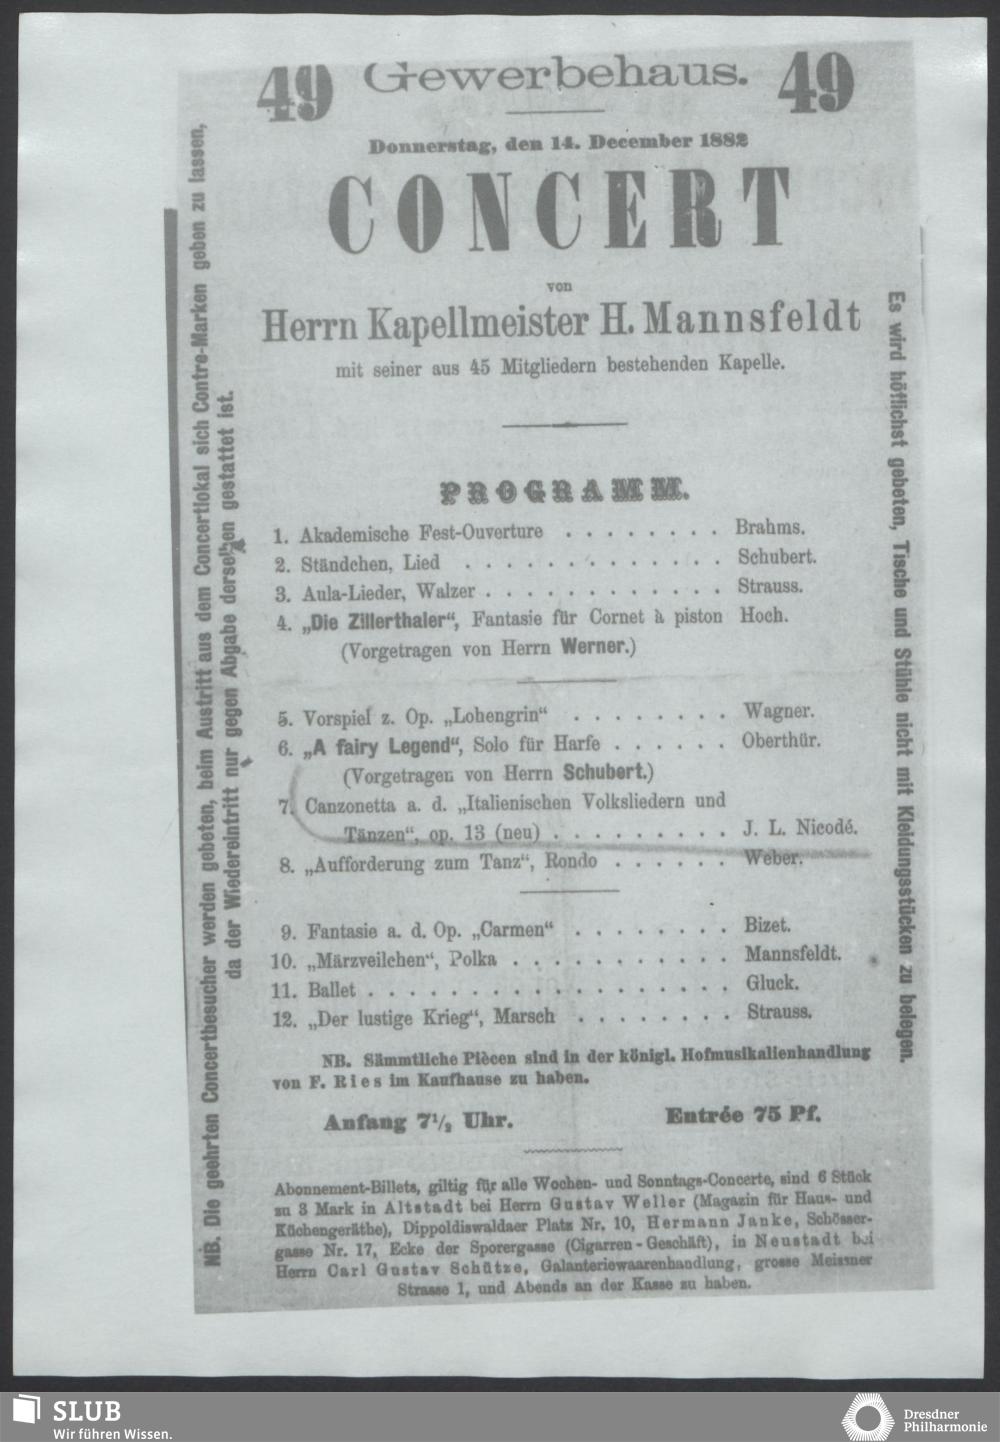 49 Gewerbehaus. 49
Donnerstag, den 14. December 1882
CONCERT
von
Herrn Kapellmeister H. Mannsfeldt
mit seiner aus 45 Mitgliedern bestehenden Kapelle.
PROGRAMM.
1. Akademische Fest-Ouverture . . . . . . . . Brahms.
2. Ständchen, Lied . . . . . . . . . . . . . Schubert.
3. Aula-Lieder, Walzer . . . . . . . . . . . . Strauss.
4. „Die Zillerthaler“, Fantasie für Cornet à piston Hoch.
(Vorgetragen von Herrn Werner.)
5. Vorspiel z. Op. „Lohengrin“ . . . . . . . . Wagner.
6. „A fairy Legend“, Solo für Harfe . . . . . . Oberthür.
(Vorgetragen von Herrn Schubert.)
7. Canzonetta a. d. „Italienischen Volksliedern und
Tänzen“, op. 13 (neu) . . . . . . . . . J. L. Nicodé.
8. „Aufforderung zum Tanz“, Rondo . . . . . . Weber.
9. Fantasie a. d. Op. „Carmen“ . . . . . . . . Bizet.
10. „Märzveilchen“, Polka . . . . . . . . . . . Mannsfeldt.
11. Ballet . . . . . . . . . . . . . . . . . . Gluck.
12. „Der lustige Krieg“, Marsch . . . . . . . . Strauss.
NB. Sämmtliche Piècen sind in der königl. Hofmusikalienhandlung
von F. Ries im Kaufhause zu haben.
Anfang 7½ Uhr. Entrée 75 Pf.
Abonnement-Billets, giltig für alle Wochen- und Sonntags-Concerte, sind 6 Stück
zu 3 Mark in Altstadt bei Herrn Gustav Weller (Magazin für Haus- und
Küchengeräthe), Dippoldiswaldaer Platz Nr. 10, Hermann Janke, Schösser-
gasse Nr. 17, Ecke der Sporergasse (Cigarren-Geschäft), in Neustadt bei
Herrn Carl Gustav Schütze, Galanteriewaarenhandlung, grosse Meissner
Strasse 1, und Abends an der Kasse zu haben.
NB. Die geehrten Concertbesucher werden gebeten, beim Austritt aus dem Concertlokal sich Contre-Marken geben zu lassen,
da der Wiedereintritt nur gegen Abgabe derselben gestattet ist.
Es wird höflichst gebeten, Tische und Stühle nicht mit Kleidungsstücken zu belegen.
SLUB
Wir führen Wissen.
Dresdner
Philharmonie